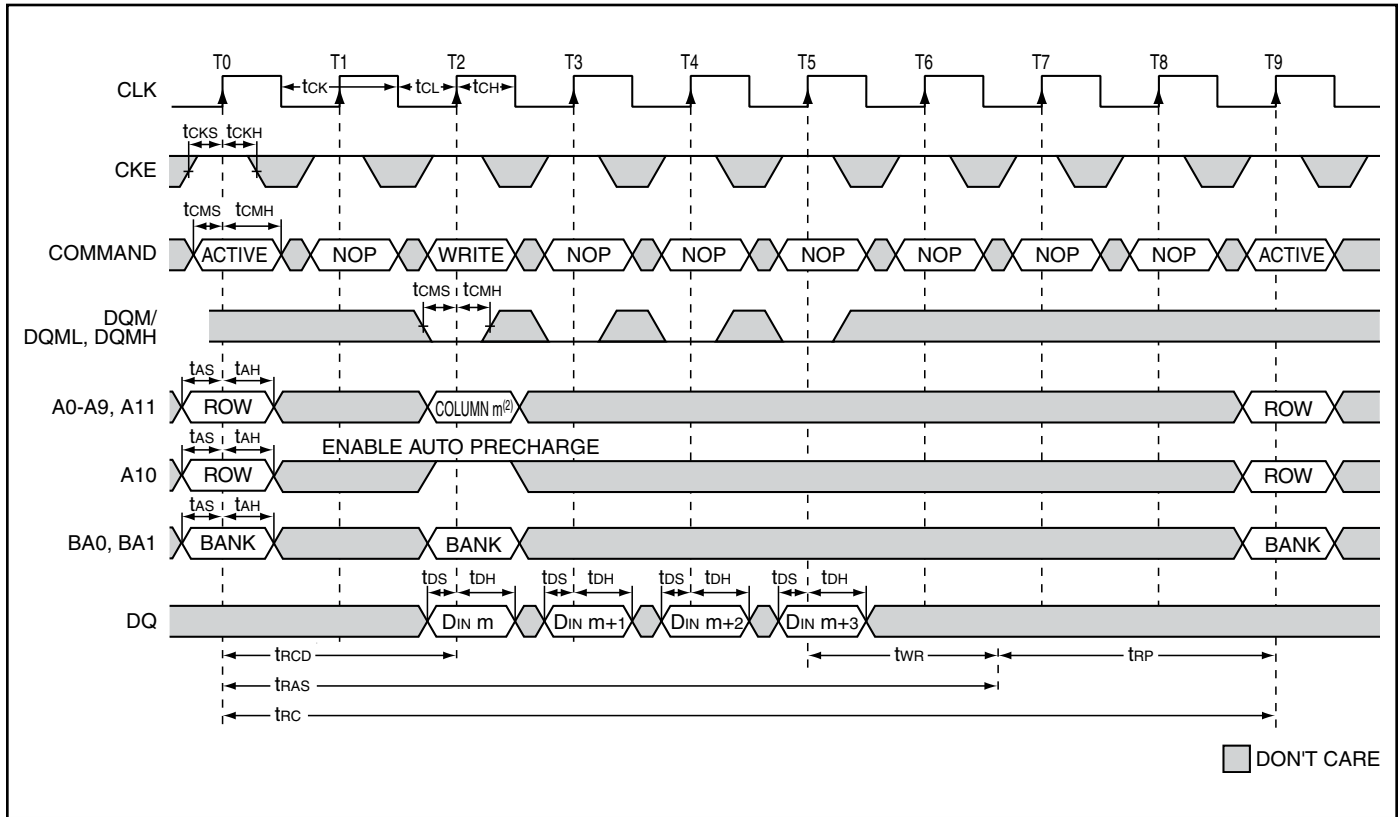 T0 T1 T2 T3 T4 T5 T6 T7 T8 T9
CLK tCK tCL tCH
tCKS tCKH
CKE
tCMS tCMH
COMMAND ACTIVE NOP WRITE NOP NOP NOP NOP NOP NOP ACTIVE
tCMS tCMH
DQM/
DQML, DQMH
tAS tAH
A0-A9, A11 ROW COLUMN m(2) ROW
tAS tAH ENABLE AUTO PRECHARGE
A10 ROW ROW
tAS tAH
BA0, BA1 BANK BANK BANK
tDS tDH tDS tDH tDS tDH tDS tDH
DQ DIN m DIN m+1 DIN m+2 DIN m+3
tRCD tWR tRP
tRAS
tRC
DON'T CARE